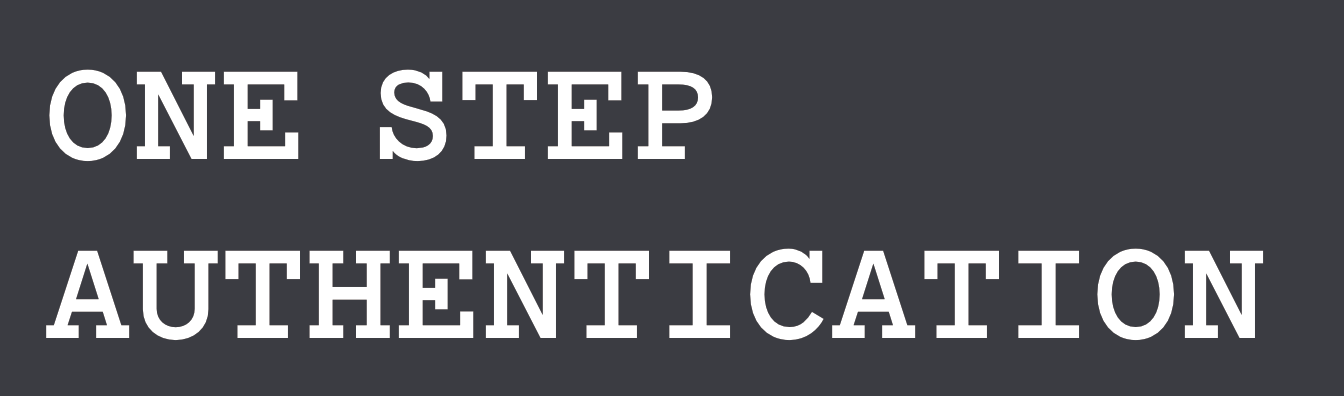 ONE STEP
AUTHENTICATION